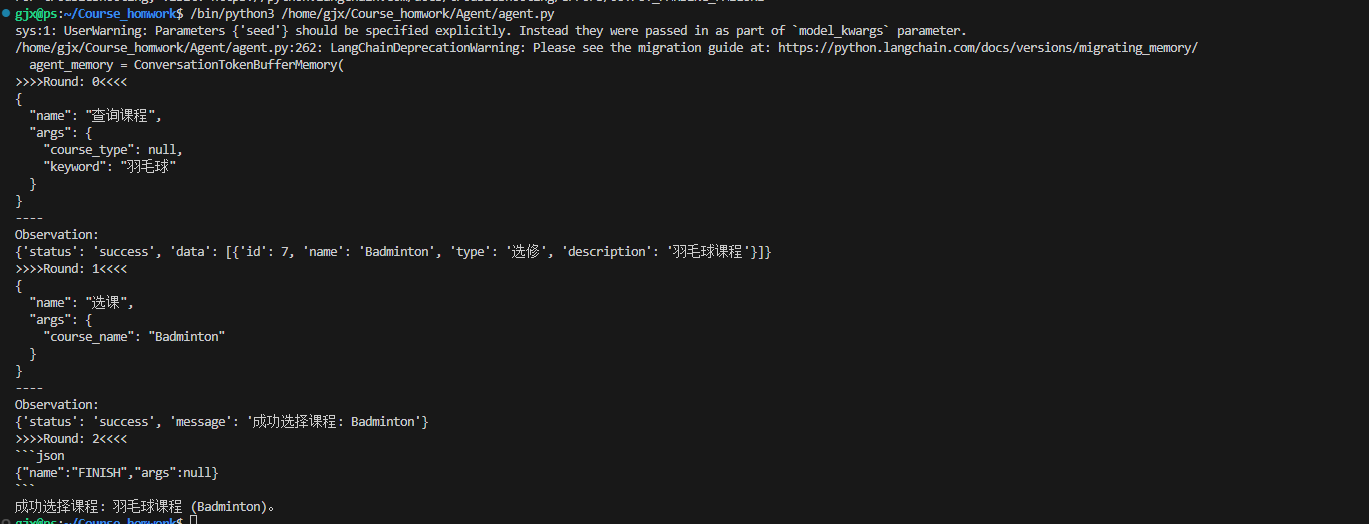 gjx@ps:~/Course_homwork$ /bin/python3 /home/gjx/Course_homwork/Agent/agent.py
sys:1: UserWarning: Parameters {'seed'} should be specified explicitly. Instead they were passed in as part of `model_kwargs` parameter.
/home/gjx/Course_homwork/Agent/agent.py:262: LangChainDeprecationWarning: Please see the migration guide at: https://python.langchain.com/docs/versions/migrating_memory/
  agent_memory = ConversationTokenBufferMemory(
>>>>Round: 0<<<<
{
  "name": "查询课程",
  "args": {
    "course_type": null,
    "keyword": "羽毛球"
  }
}
----
Observation:
{'status': 'success', 'data': [{'id': 7, 'name': 'Badminton', 'type': '选修', 'description': '羽毛球课程'}]}
>>>>Round: 1<<<<
{
  "name": "选课",
  "args": {
    "course_name": "Badminton"
  }
}
----
Observation:
{'status': 'success', 'message': '成功选择课程: Badminton'}
>>>>Round: 2<<<<
```json
{"name":"FINISH","args":null}
```
成功选择课程: 羽毛球课程 (Badminton)。
gjx@ps:~/Course_homwork$